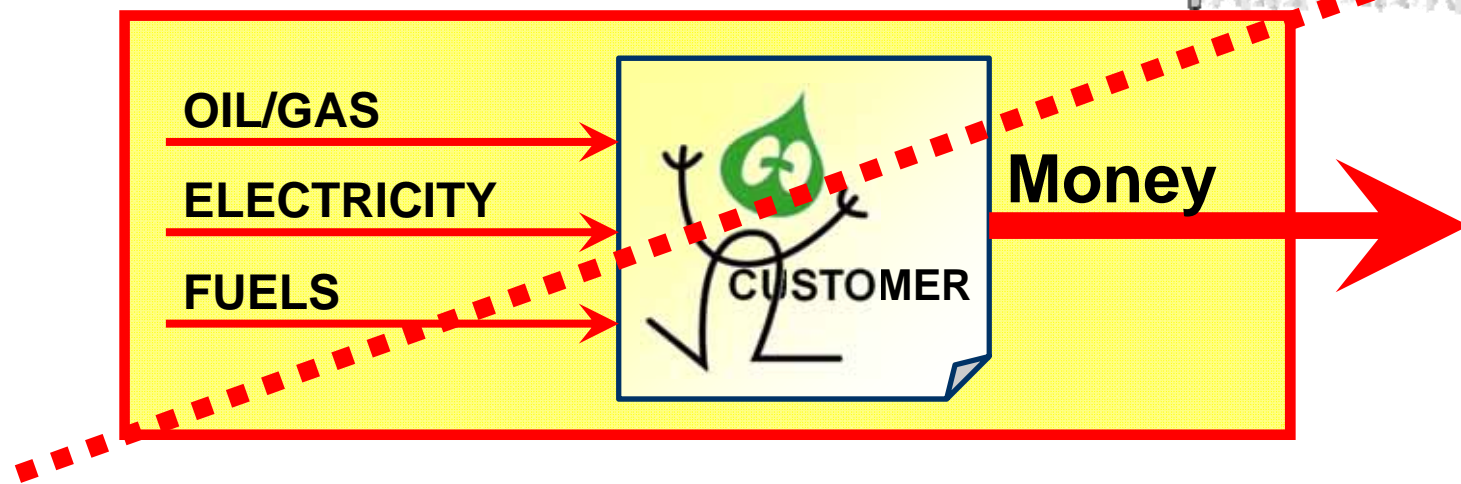 OIL/GAS
ELECTRICITY
FUELS
CUSTOMER
Money